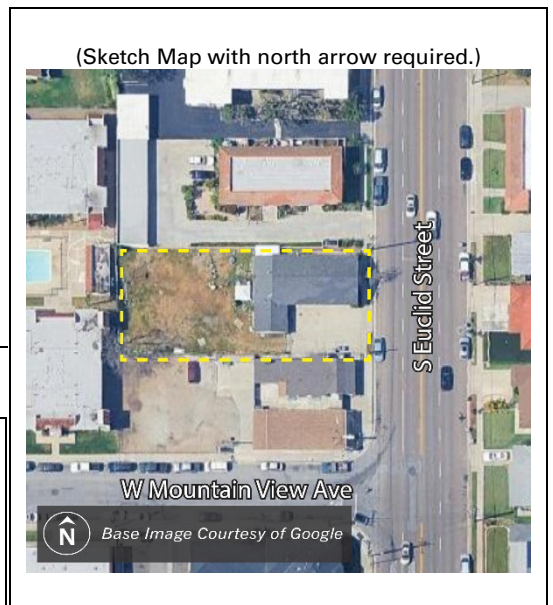 (Sketch Map with north arrow required.)
S Euclid Street
W Mountain View Ave
N
Base Image Courtesy of Google